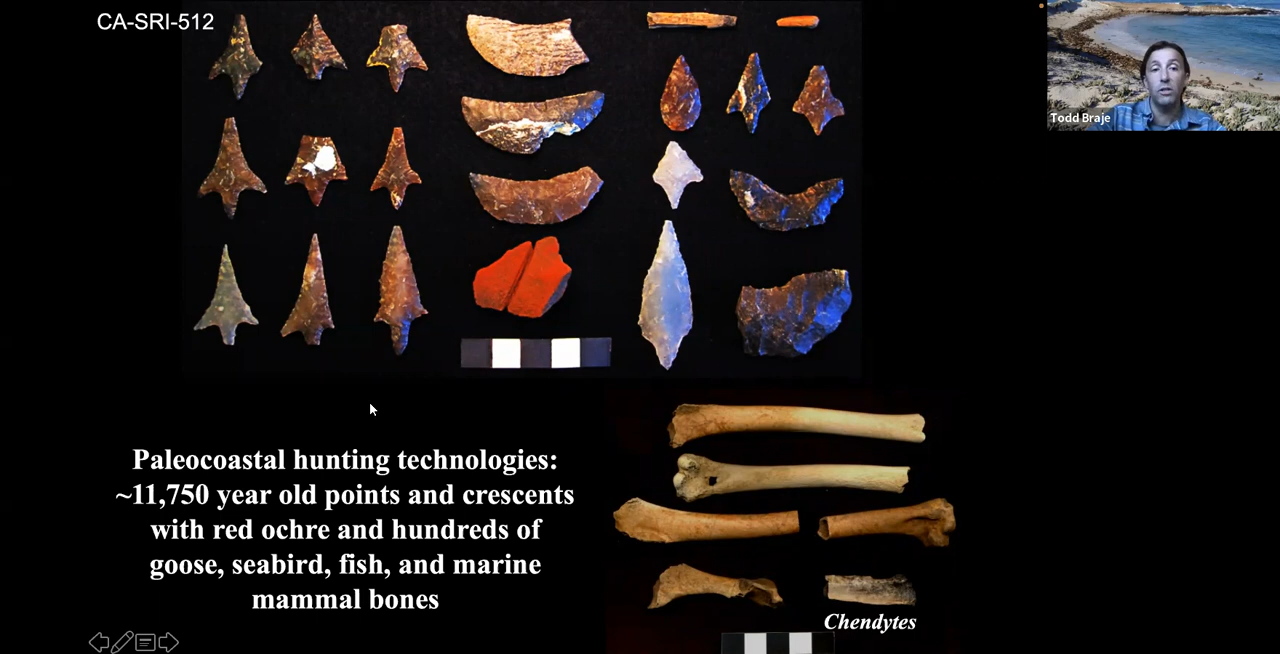 CA-SRI-512
Todd Braje
Paleocoastal hunting technologies:
~11,750 year old points and crescents
with red ochre and hundreds of
goose, seabird, fish, and marine
mammal bones
Chendytes